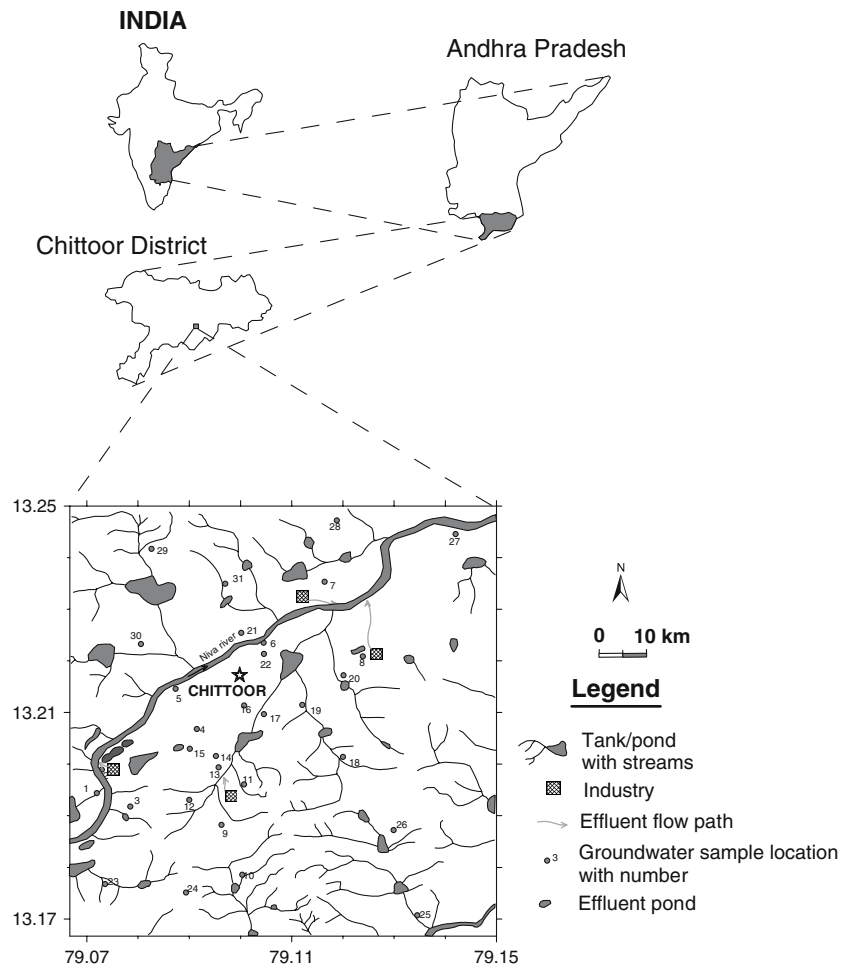 INDIA
Andhra Pradesh
Chittoor District
13.25
13.21
13.17
79.07
79.11
79.15
28
27
29
31
7
30
21
6
22
8
20
Niva river
CHITTOOR
5
16
17
19
4
15
14
13
18
1
3
12
11
9
26
10
23
24
25
N
0 10 km
Legend
Tank/pond
with streams
Industry
Effluent flow path
3
Groundwater sample location
with number
Effluent pond